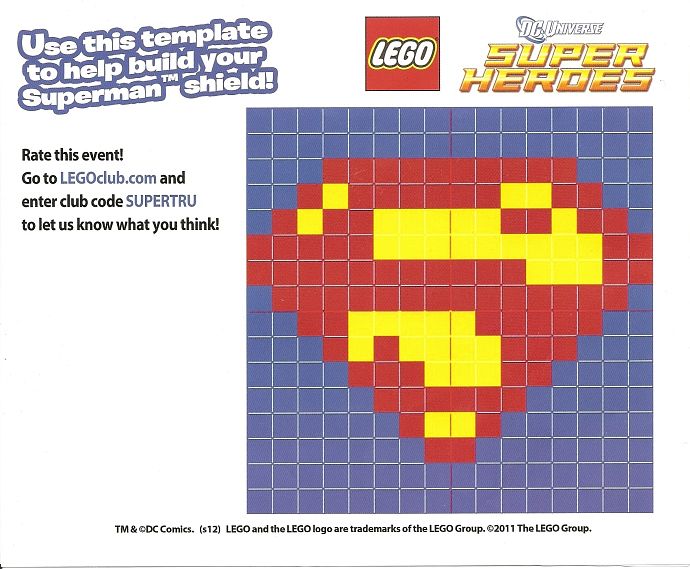 Use this template
to help build your
Superman™ shield!
LEGO
DC UNIVERSE
SUPER
HEROES
Rate this event!
Go to LEGOclub.com and
enter club code SUPERTRU
to let us know what you think!
TM & ©DC Comics. (s12) LEGO and the LEGO logo are trademarks of the LEGO Group. ©2011 The LEGO Group.